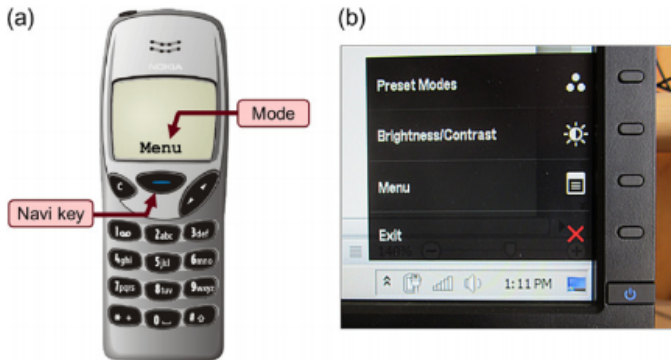 (a)
NOKIA
Mode
Menu
Navi key
C
1 2abc 3def
4ghi 5jkl 6mno
7pqrs 8tuv 9wxyz
* + 0 #
(b)
Preset Modes
Brightness/Contrast
Menu
Exit
140%
1:11 PM